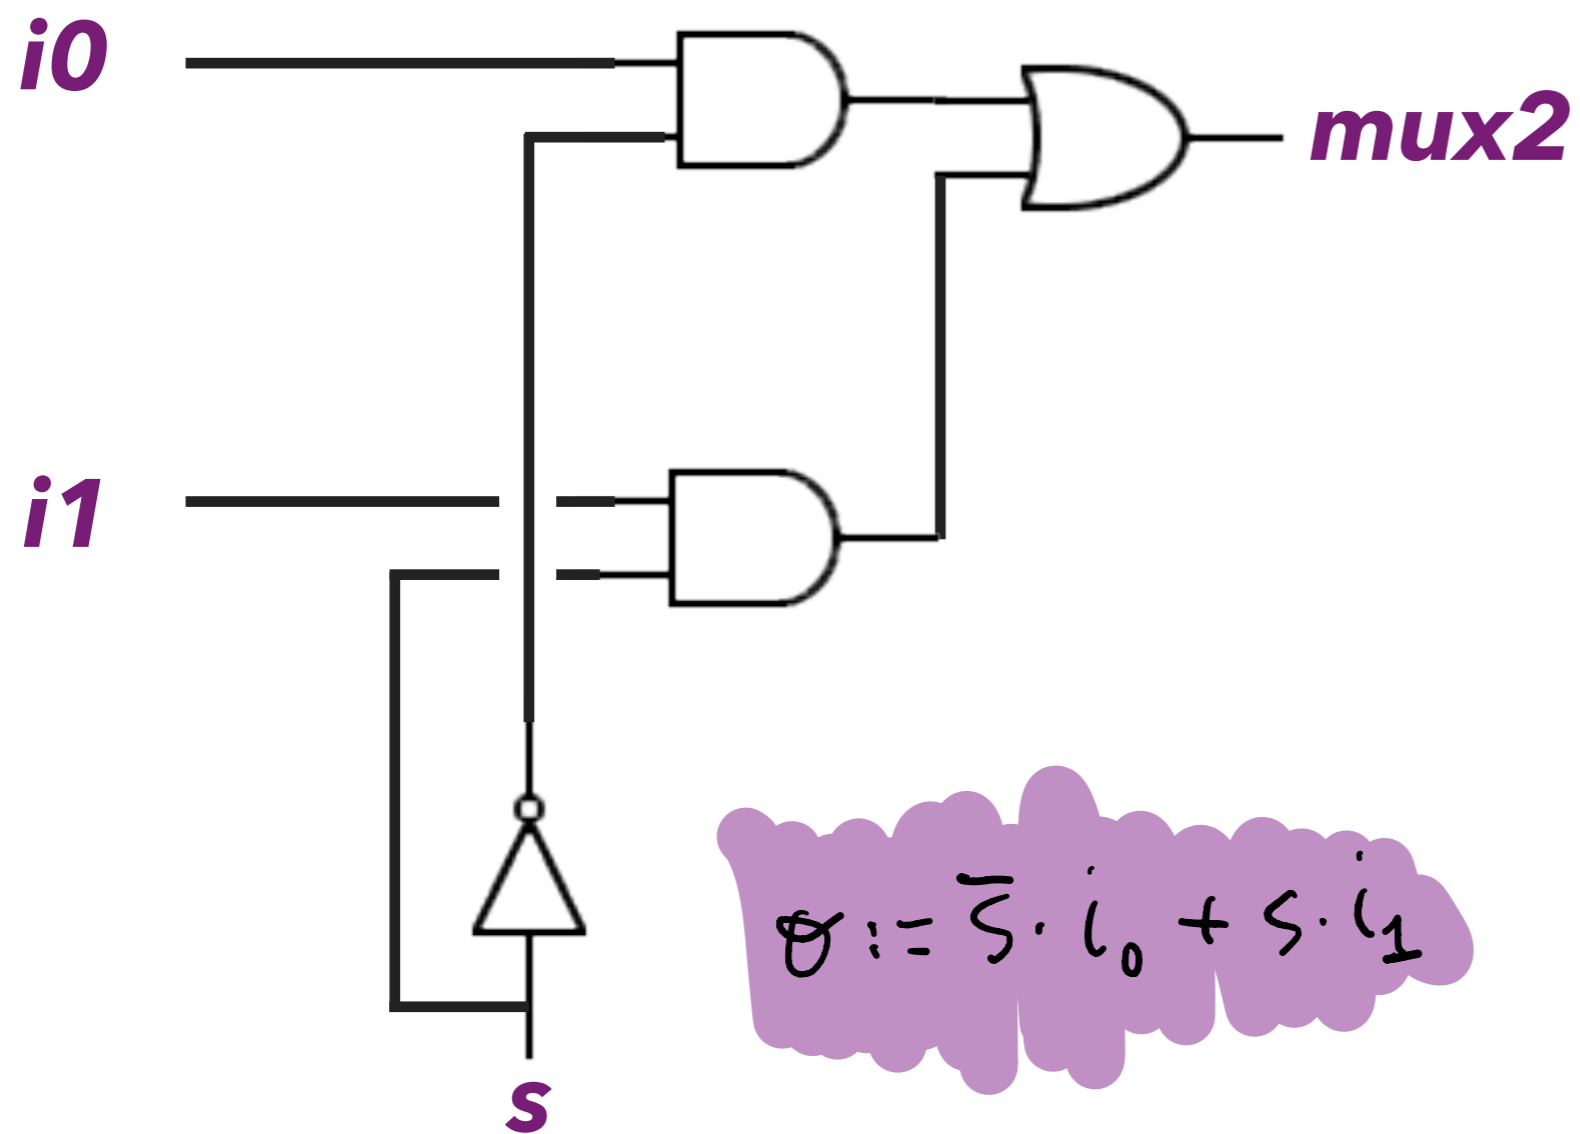 i0
mux2
i1
σ := s̅ · i₀ + s · i₁
s